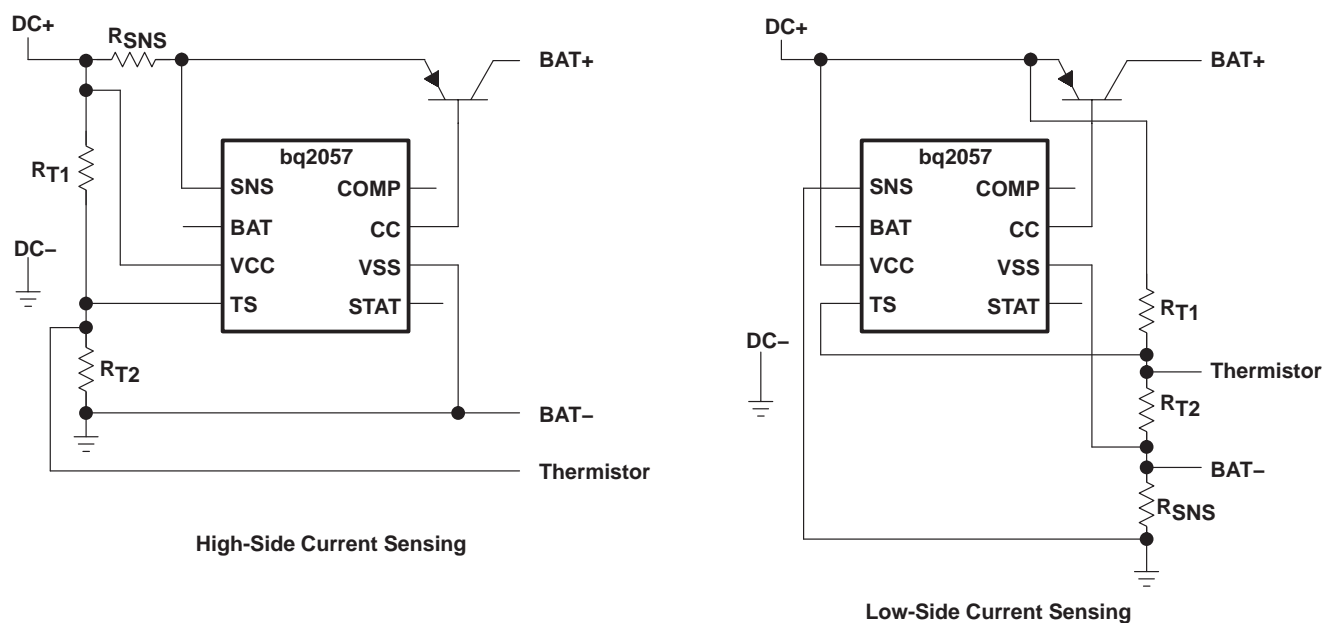 DC+
RSNS
BAT+
bq2057
SNS
COMP
RT1
BAT
CC
DC–
VCC
VSS
TS
STAT
RT2
BAT–
Thermistor
High-Side Current Sensing
DC+
BAT+
bq2057
SNS
COMP
BAT
CC
VCC
VSS
TS
STAT
RT1
DC–
Thermistor
RT2
BAT–
RSNS
Low-Side Current Sensing